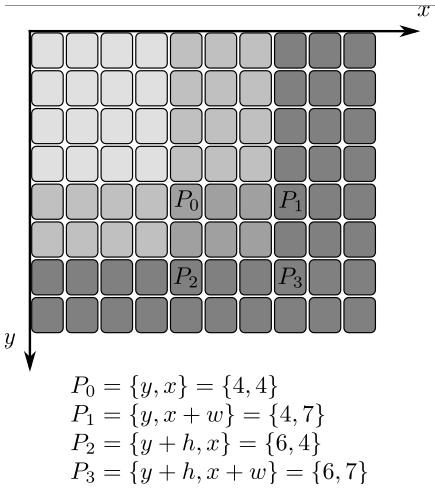 x
P₀ P₁
P₂ P₃
y
P₀ = {y, x} = {4, 4}
P₁ = {y, x + w} = {4, 7}
P₂ = {y + h, x} = {6, 4}
P₃ = {y + h, x + w} = {6, 7}